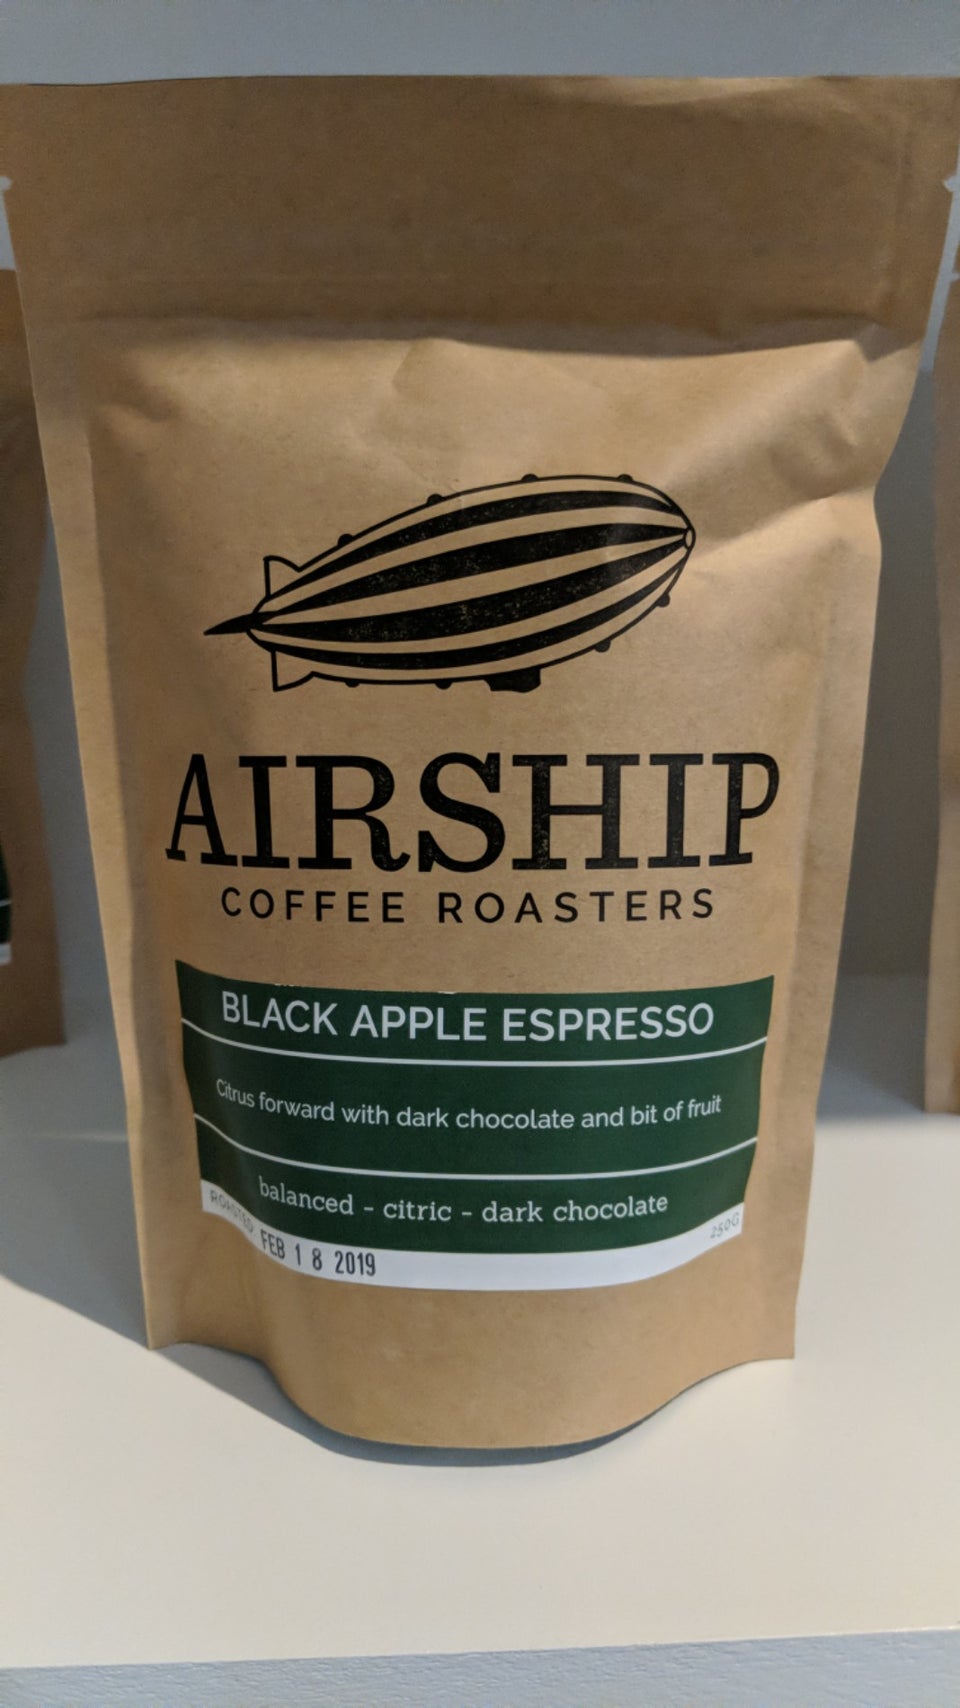 AIRSHIP
COFFEE ROASTERS
BLACK APPLE ESPRESSO
Citrus forward with dark chocolate and bit of fruit
balanced - citric - dark chocolate
ROASTED: FEB 1 8 2019
250G